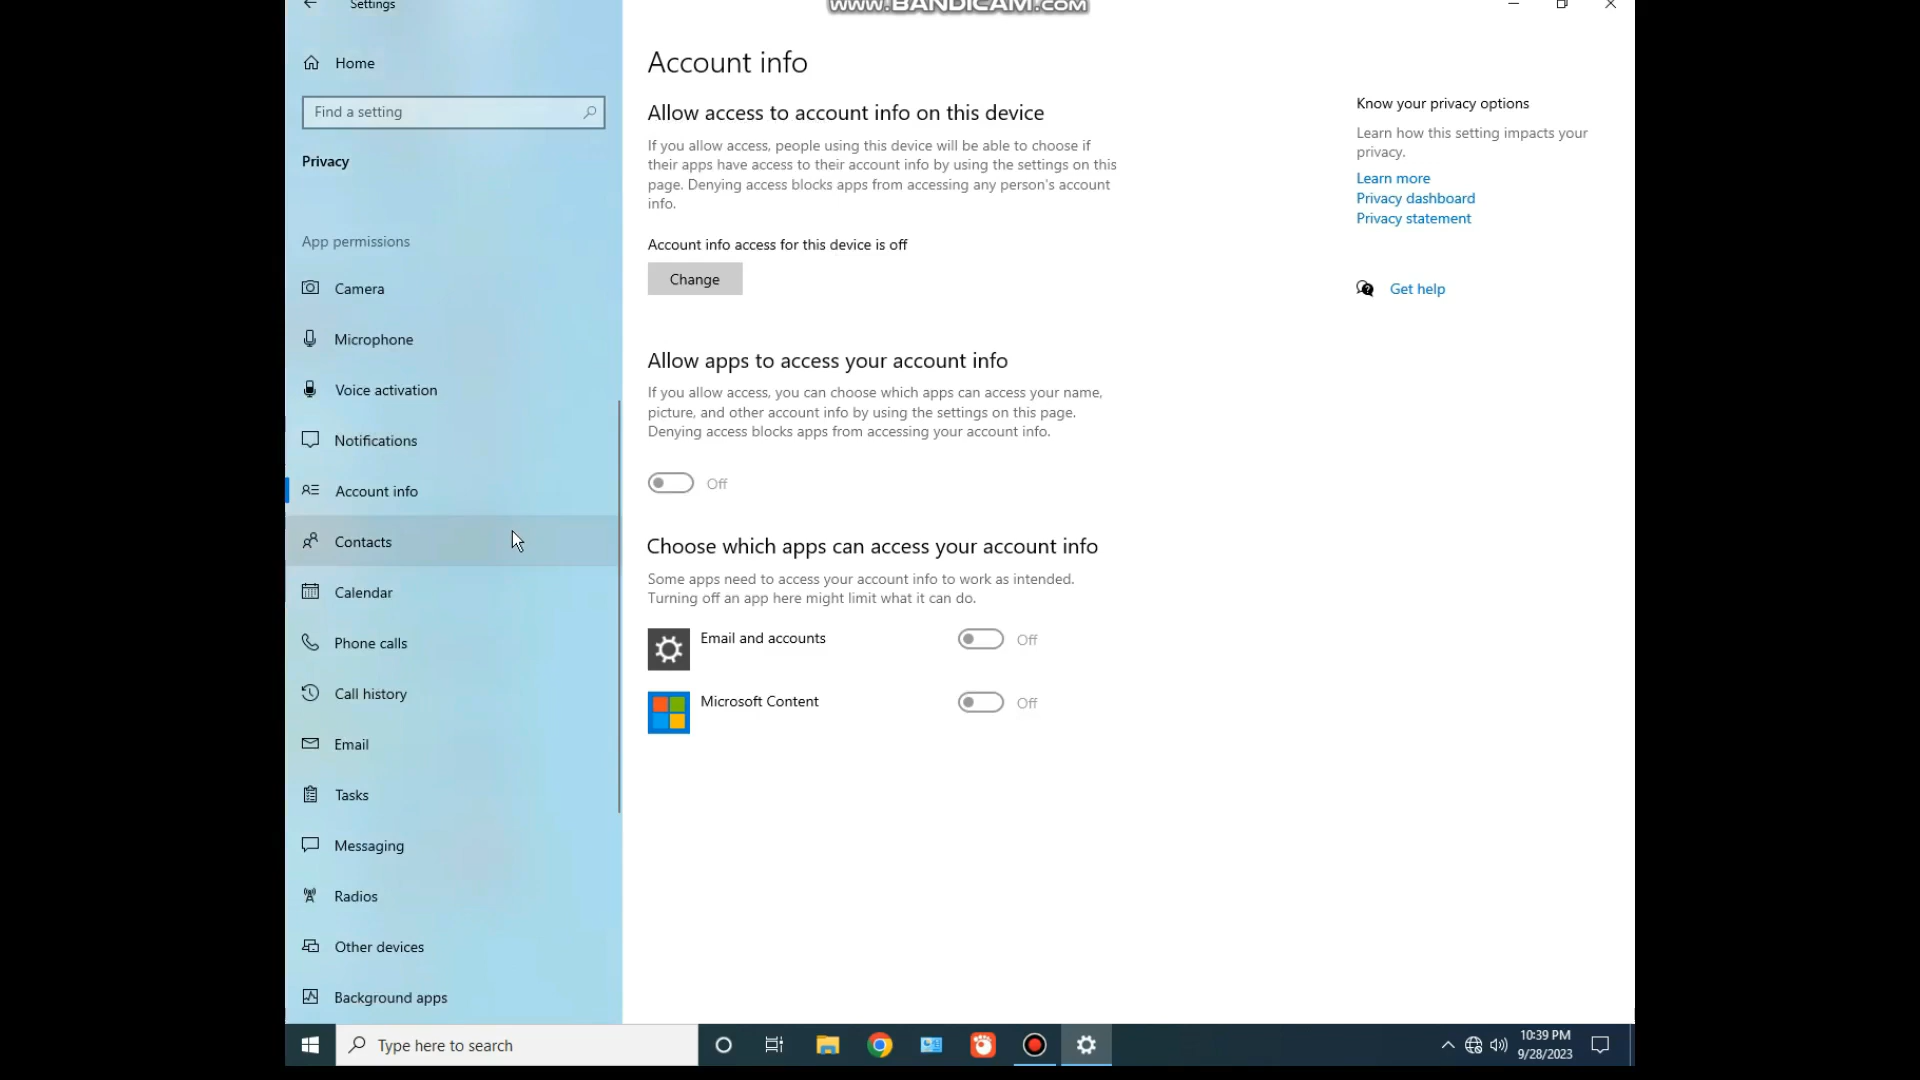 Settings
www.BANDICAM.com
Home
Find a setting
Privacy
App permissions
Camera
Microphone
Voice activation
Notifications
Account info
Contacts
Calendar
Phone calls
Call history
Email
Tasks
Messaging
Radios
Other devices
Background apps
Account info
Allow access to account info on this device
If you allow access, people using this device will be able to choose if
their apps have access to their account info by using the settings on this
page. Denying access blocks apps from accessing any person's account
info.
Account info access for this device is off
Change
Allow apps to access your account info
If you allow access, you can choose which apps can access your name,
picture, and other account info by using the settings on this page.
Denying access blocks apps from accessing your account info.
Off
Choose which apps can access your account info
Some apps need to access your account info to work as intended.
Turning off an app here might limit what it can do.
Email and accounts Off
Microsoft Content Off
Know your privacy options
Learn how this setting impacts your
privacy.
Learn more
Privacy dashboard
Privacy statement
Get help
Type here to search
10:39 PM
9/28/2023